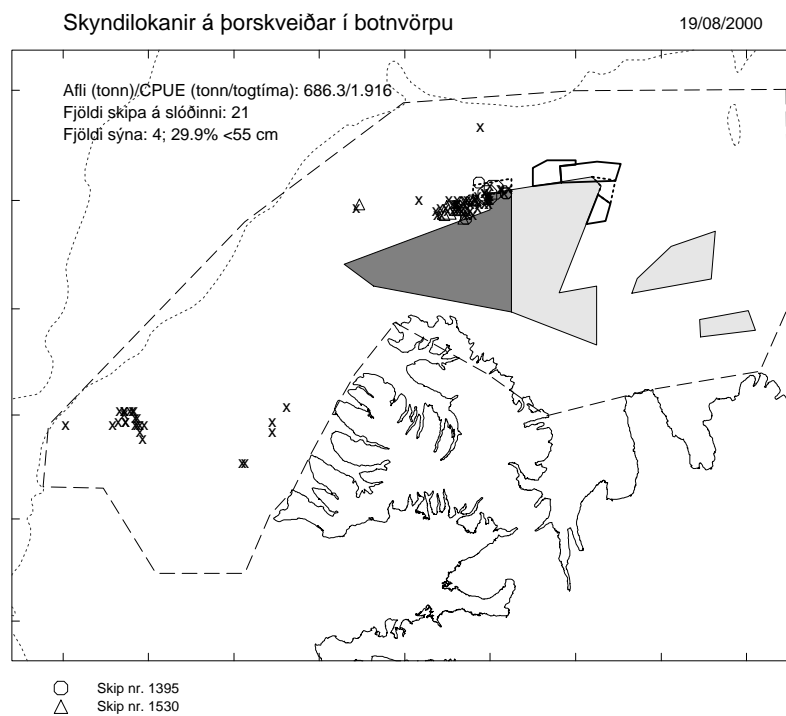 Skyndilokanir á þorskveiðar í botnvörpu
19/08/2000
Afli (tonn)/CPUE (tonn/togtíma): 686.3/1.916
Fjöldi skipa á slóðinni: 21
Fjöldi sýna: 4; 29.9% <55 cm
Skip nr. 1395
Skip nr. 1530